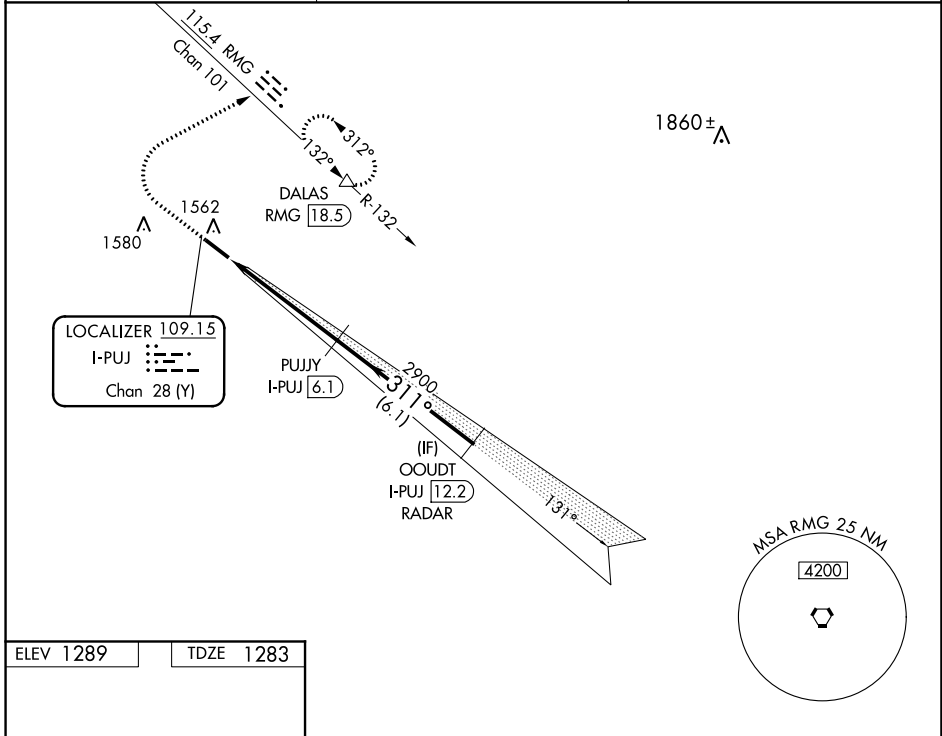 115.4 RMG
Chan 101
312°
132°
1860±
DALAS
RMG 18.5
R-132
1562
1580
LOCALIZER 109.15
I-PUJ
Chan 28 (Y)
PUJJY
I-PUJ 6.1
2900
311°
(6.1)
(IF)
OOUDT
I-PUJ 12.2
RADAR
131°
MSA RMG 25 NM
4200
ELEV 1289
TDZE 1283